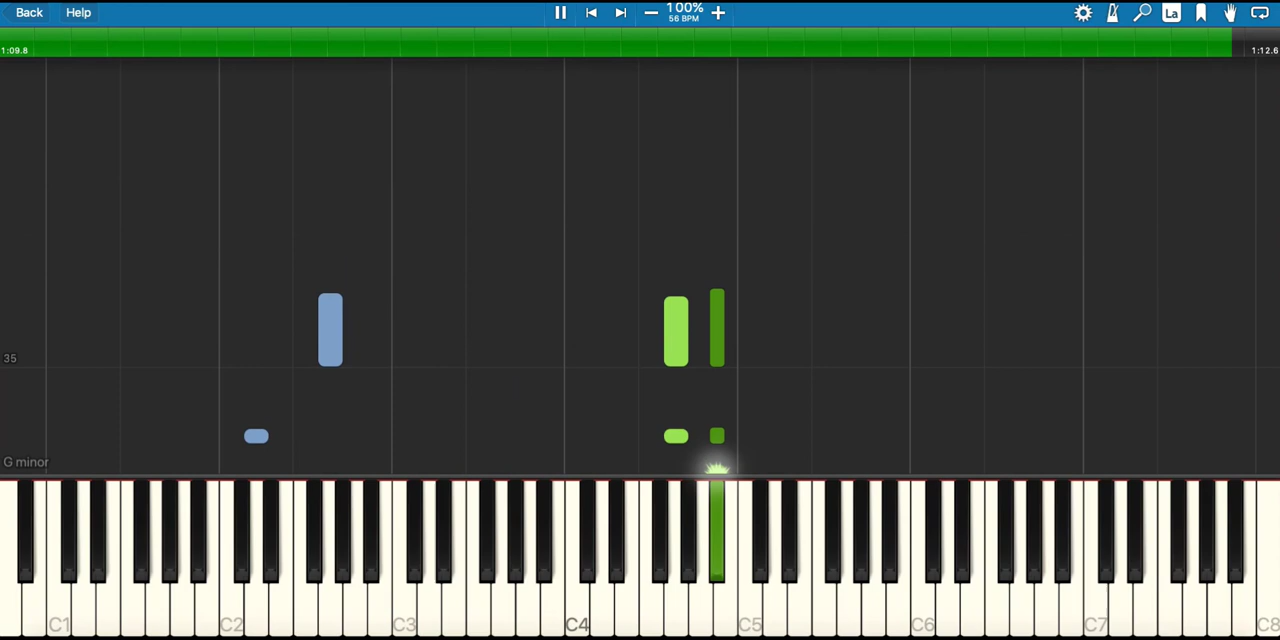 Back
Help
100%
56 BPM
La
1:09.8
1:12.6
35
G minor
C1
C2
C3
C4
C5
C6
C7
C8